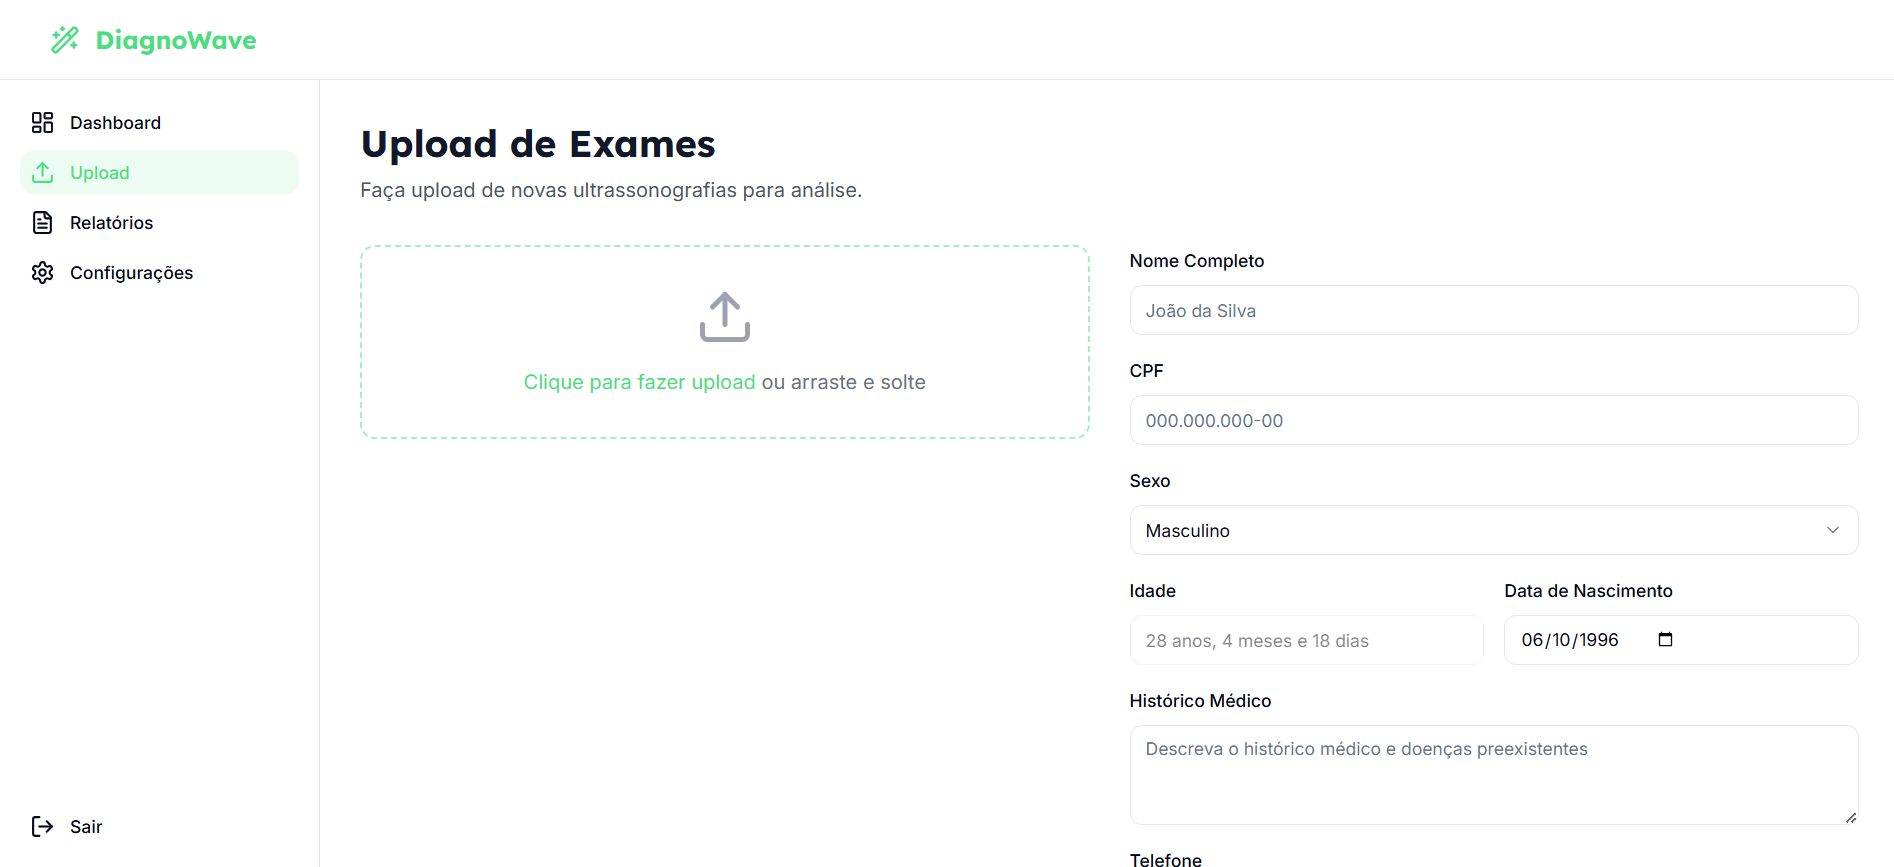 DiagnoWave
Dashboard
Upload
Relatórios
Configurações
Sair
Upload de Exames
Faça upload de novas ultrassonografias para análise.
Clique para fazer upload ou arraste e solte
Nome Completo
João da Silva
CPF
000.000.000-00
Sexo
Masculino
Idade
28 anos, 4 meses e 18 dias
Data de Nascimento
06/10/1996
Histórico Médico
Descreva o histórico médico e doenças preexistentes
Telefone